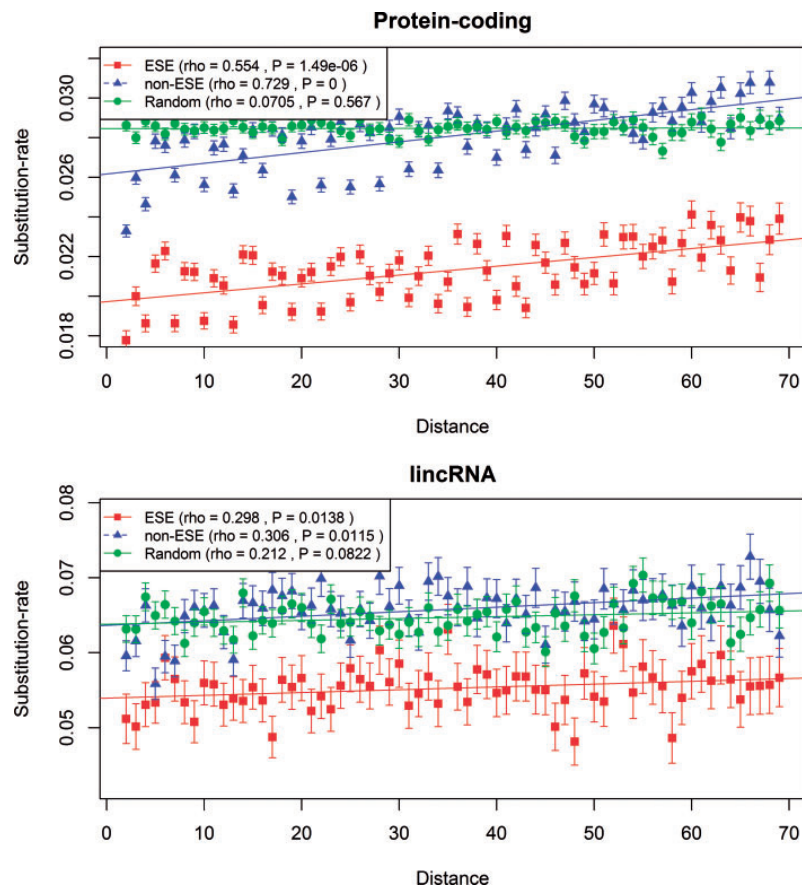 Protein-coding
ESE (rho = 0.554 , P = 1.49e-06 )
non-ESE (rho = 0.729 , P = 0 )
Random (rho = 0.0705 , P = 0.567 )
Substitution-rate
0.030
0.026
0.022
0.018
0 10 20 30 40 50 60 70
Distance
lincRNA
ESE (rho = 0.298 , P = 0.0138 )
non-ESE (rho = 0.306 , P = 0.0115 )
Random (rho = 0.212 , P = 0.0822 )
Substitution-rate
0.08
0.07
0.06
0.05
0 10 20 30 40 50 60 70
Distance